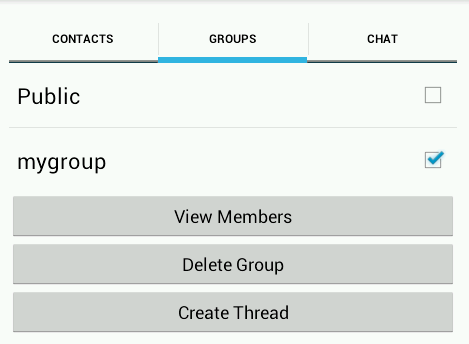 CONTACTS GROUPS CHAT
Public
mygroup
View Members
Delete Group
Create Thread